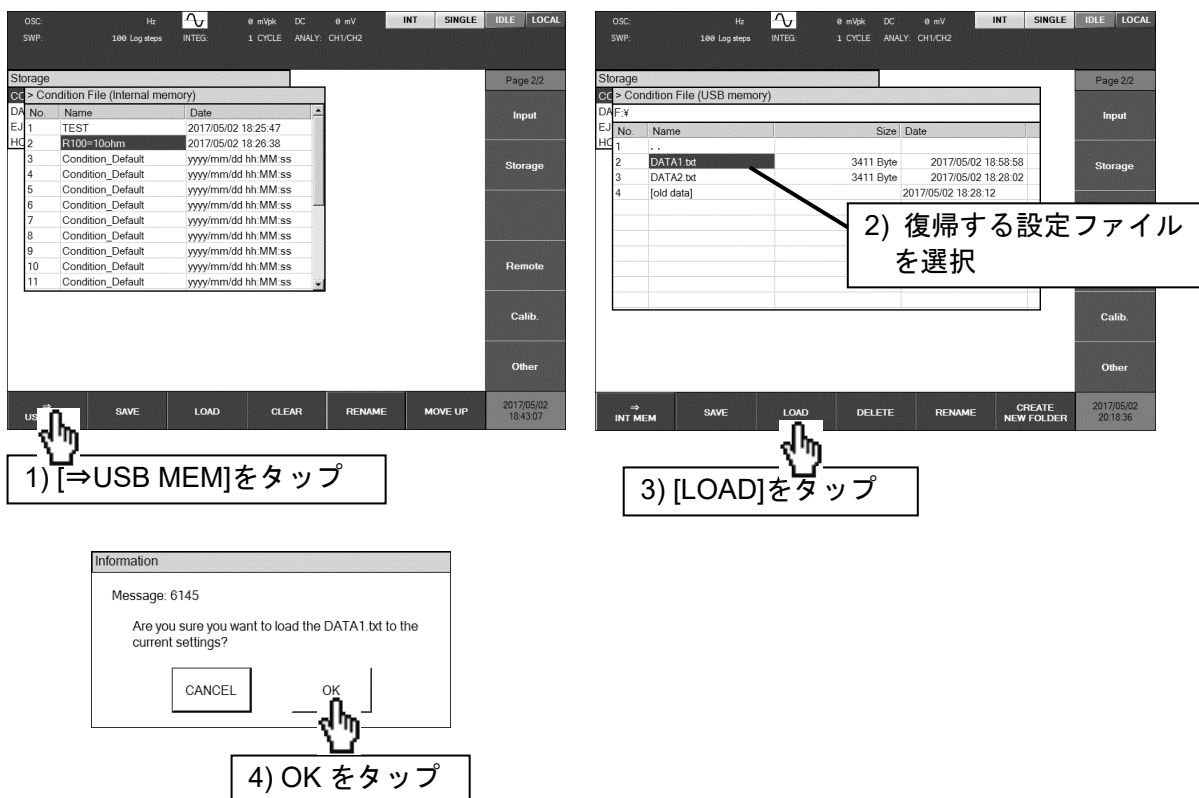 OSC: Hz 0 mVpk DC 0 mV INT SINGLE IDLE LOCAL
SWP: 100 Log steps INTEG: 1 CYCLE ANALY: CH1/CH2
Storage Page 2/2
> Condition File (Internal memory)
No. Name Date
1 TEST 2017/05/02 18:25:47
2 R100=10ohm 2017/05/02 18:26:38
3 Condition_Default yyyy/mm/dd hh:MM:ss
4 Condition_Default yyyy/mm/dd hh:MM:ss
5 Condition_Default yyyy/mm/dd hh:MM:ss
6 Condition_Default yyyy/mm/dd hh:MM:ss
7 Condition_Default yyyy/mm/dd hh:MM:ss
8 Condition_Default yyyy/mm/dd hh:MM:ss
9 Condition_Default yyyy/mm/dd hh:MM:ss
10 Condition_Default yyyy/mm/dd hh:MM:ss
11 Condition_Default yyyy/mm/dd hh:MM:ss
Input
Storage
Remote
Calib.
Other
SAVE LOAD CLEAR RENAME MOVE UP 2017/05/02
18:43:07
1) [⇒USB MEM]をタップ
OSC: Hz 0 mVpk DC 0 mV INT SINGLE IDLE LOCAL
SWP: 100 Log steps INTEG: 1 CYCLE ANALY: CH1/CH2
Storage Page 2/2
> Condition File (USB memory)
F:¥
No. Name Size Date
1 . .
2 DATA1.txt 3411 Byte 2017/05/02 18:58:58
3 DATA2.txt 3411 Byte 2017/05/02 18:28:02
4 [old data] 2017/05/02 18:28:12
Input
Storage
2) 復帰する設定ファイル
を選択
Calib.
Other
⇒
INT MEM SAVE LOAD DELETE RENAME CREATE
NEW FOLDER 2017/05/02
20:18:36
3) [LOAD]をタップ
Information
Message: 6145
Are you sure you want to load the DATA1.txt to the
current settings?
CANCEL OK
4) OK をタップ